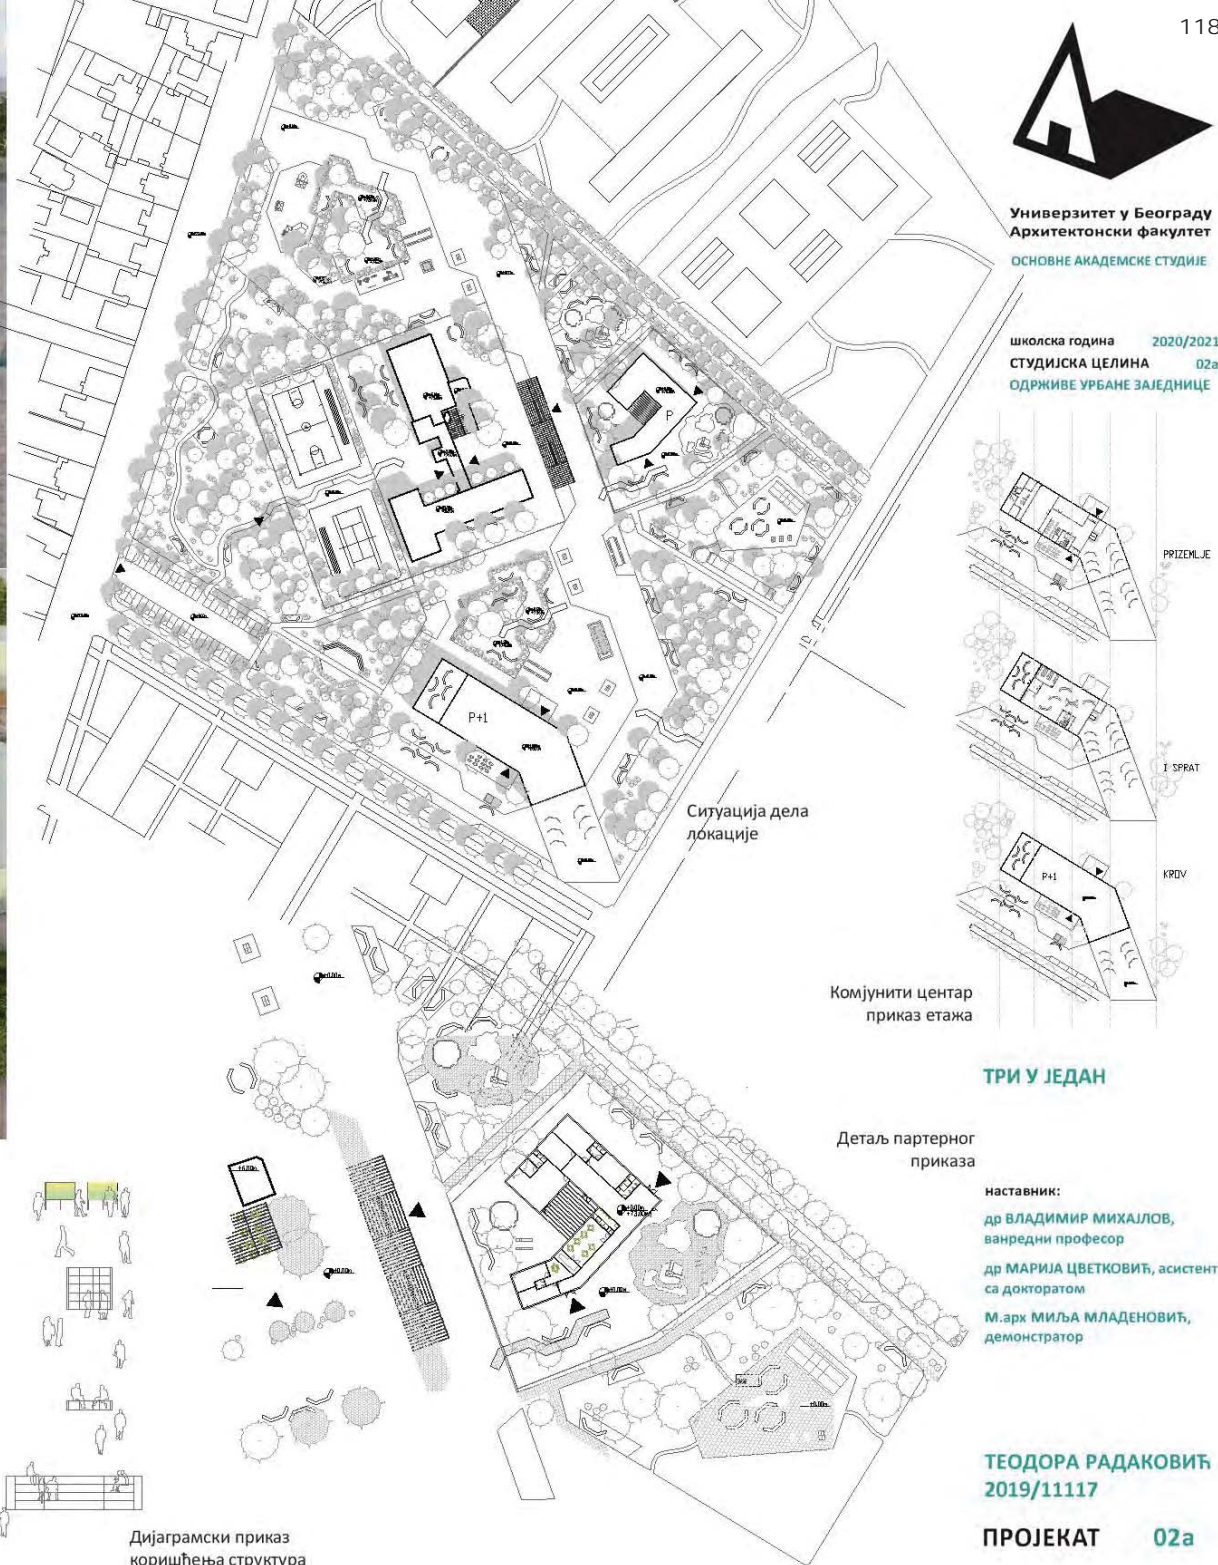 118
Универзитет у Београду
Архитектонски факултет
ОСНОВНЕ АКАДЕМСКЕ СТУДИЈЕ
школска година 2020/2021
СТУДИЈСКА ЦЕЛИНА 02a
ОДРЖИВЕ УРБАНЕ ЗАЈЕДНИЦЕ
PRIZEMLJE
I SPRAT
P+1
KROV
P
P+1
Ситуација дела
локације
Комјунити центар
приказ етажа
ТРИ У ЈЕДАН
Детаљ партерног
приказа
наставник:
др ВЛАДИМИР МИХАЈЛОВ,
ванредни професор
др МАРИЈА ЦВЕТКОВИЋ, асистент
са докторатом
М.арх МИЉА МЛАДЕНОВИЋ,
демонстратор
ТЕОДОРА РАДАКОВИЋ
2019/11117
ПРОЈЕКАТ 02a
Дијаграмски приказ
коришћења структура